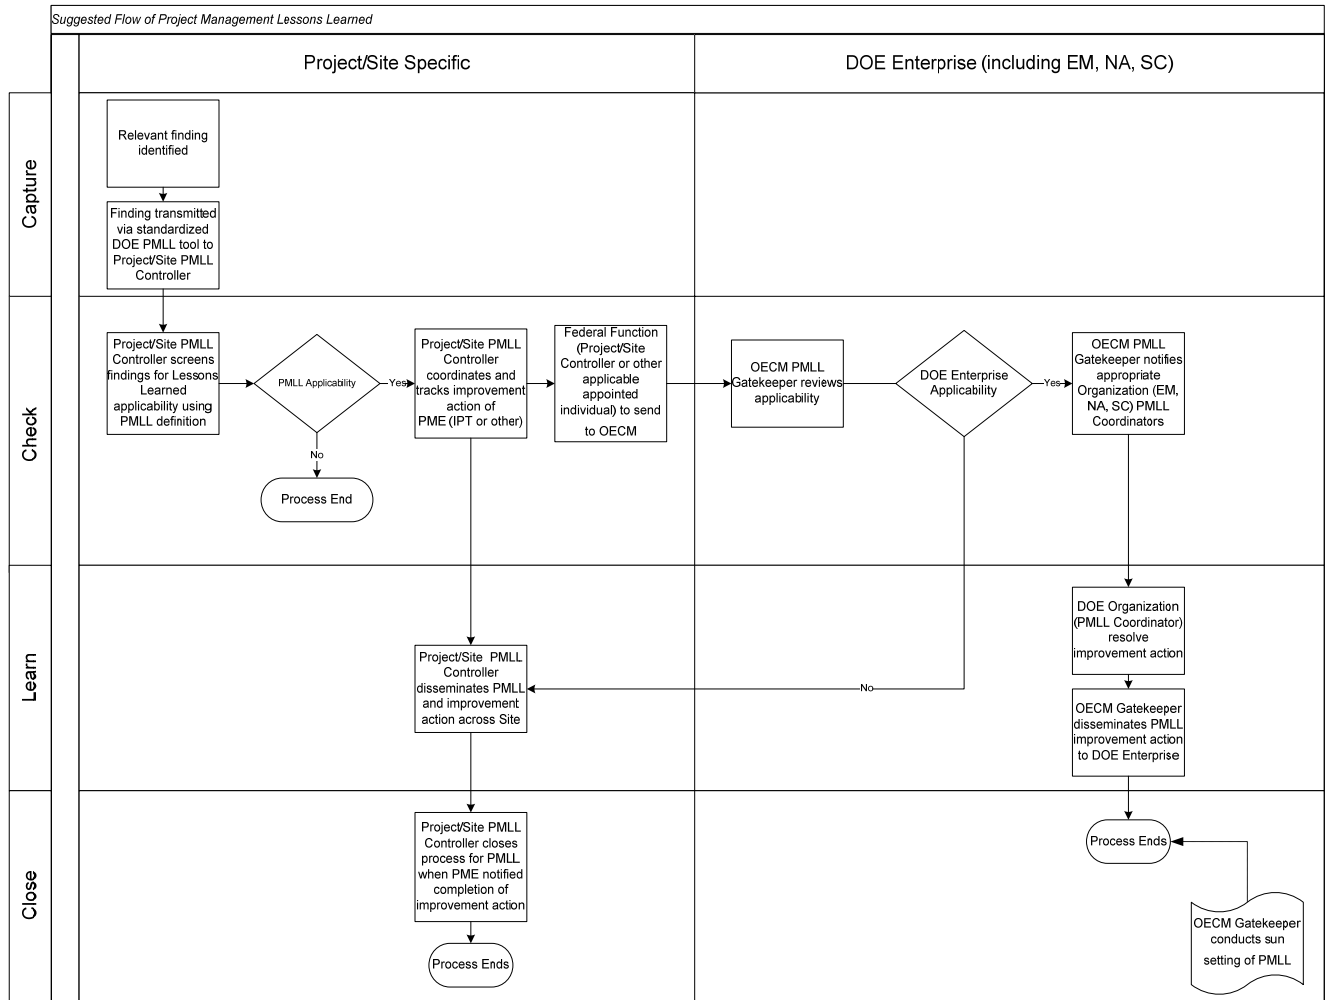 Suggested Flow of Project Management Lessons Learned
Project/Site Specific
DOE Enterprise (including EM, NA, SC)
Capture
Relevant finding
identified
Finding transmitted
via standardized
DOE PMLL tool to
Project/Site PMLL
Controller
Check
Project/Site PMLL
Controller screens
findings for Lessons
Learned
applicability using
PMLL definition
PMLL Applicability
Yes
No
Process End
Project/Site PMLL
Controller
coordinates and
tracks improvement
action of
PME (IPT or other)
Federal Function
(Project/Site
Controller or other
applicable
appointed
individual) to send
to OECM
OECM PMLL
Gatekeeper reviews
applicability
DOE Enterprise
Applicability
Yes
OECM PMLL
Gatekeeper notifies
appropriate
Organization (EM,
NA, SC) PMLL
Coordinators
Learn
Project/Site PMLL
Controller
disseminates PMLL
and improvement
action across Site
No
DOE Organization
(PMLL Coordinator)
resolve
improvement action
OECM Gatekeeper
disseminates PMLL
improvement action
to DOE Enterprise
Close
Project/Site PMLL
Controller closes
process for PMLL
when PME notified
completion of
improvement action
Process Ends
Process Ends
OECM Gatekeeper
conducts sun
setting of PMLL